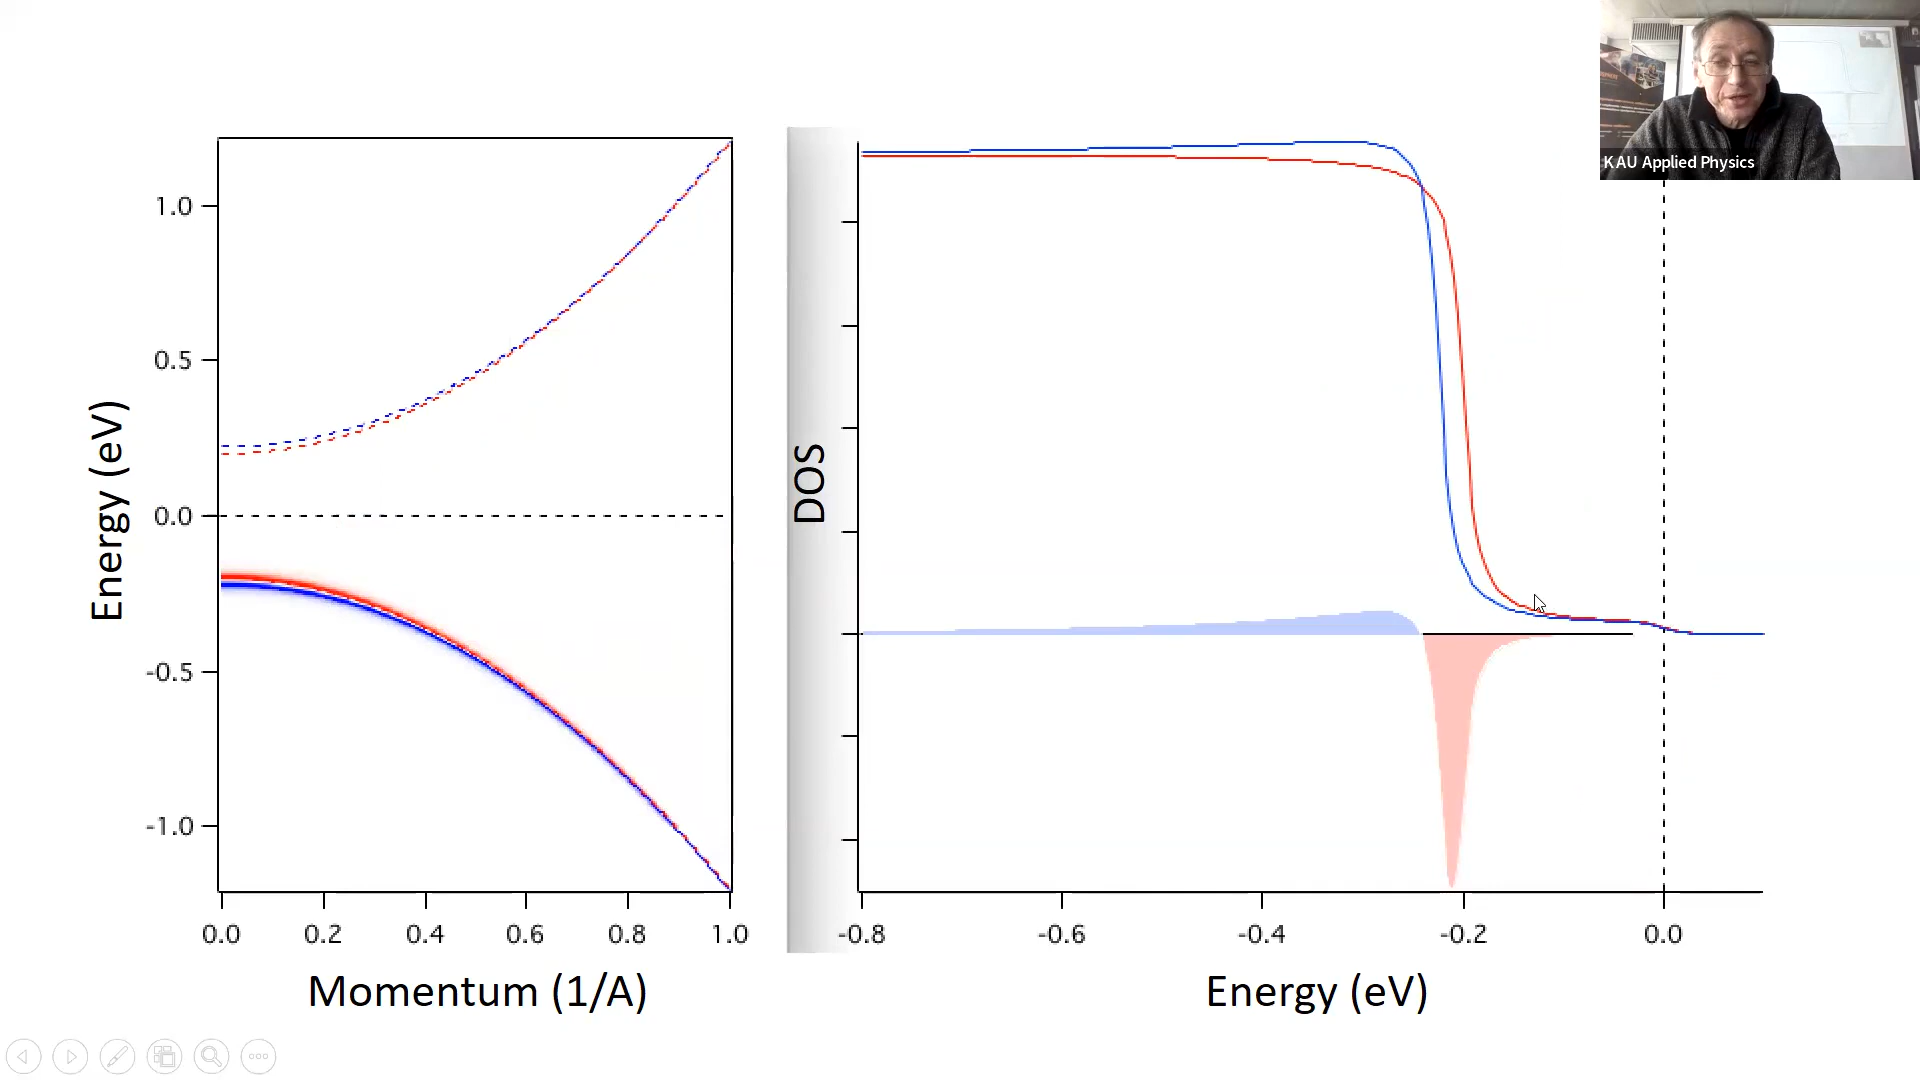 KAU Applied Physics
1.0
0.5
0.0
-0.5
-1.0
Energy (eV)
0.0 0.2 0.4 0.6 0.8 1.0
Momentum (1/A)
DOS
-0.8 -0.6 -0.4 -0.2 0.0
Energy (eV)